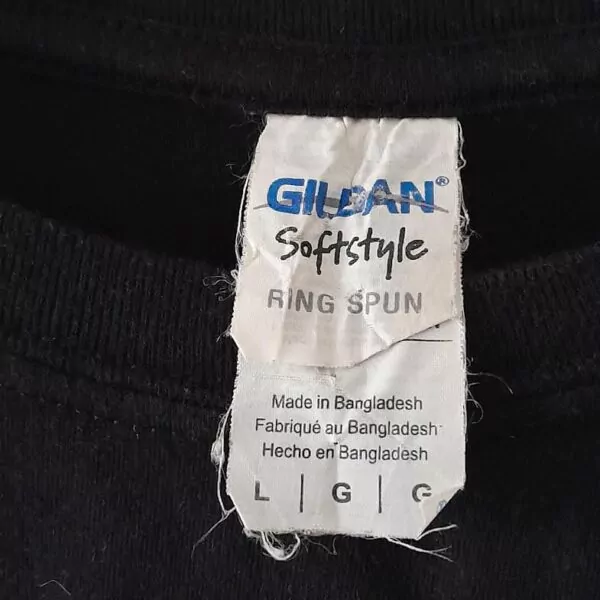 GILDAN®
Softstyle
RING SPUN
Made in Bangladesh
Fabriqué au Bangladesh
Hecho en Bangladesh
L | G | G